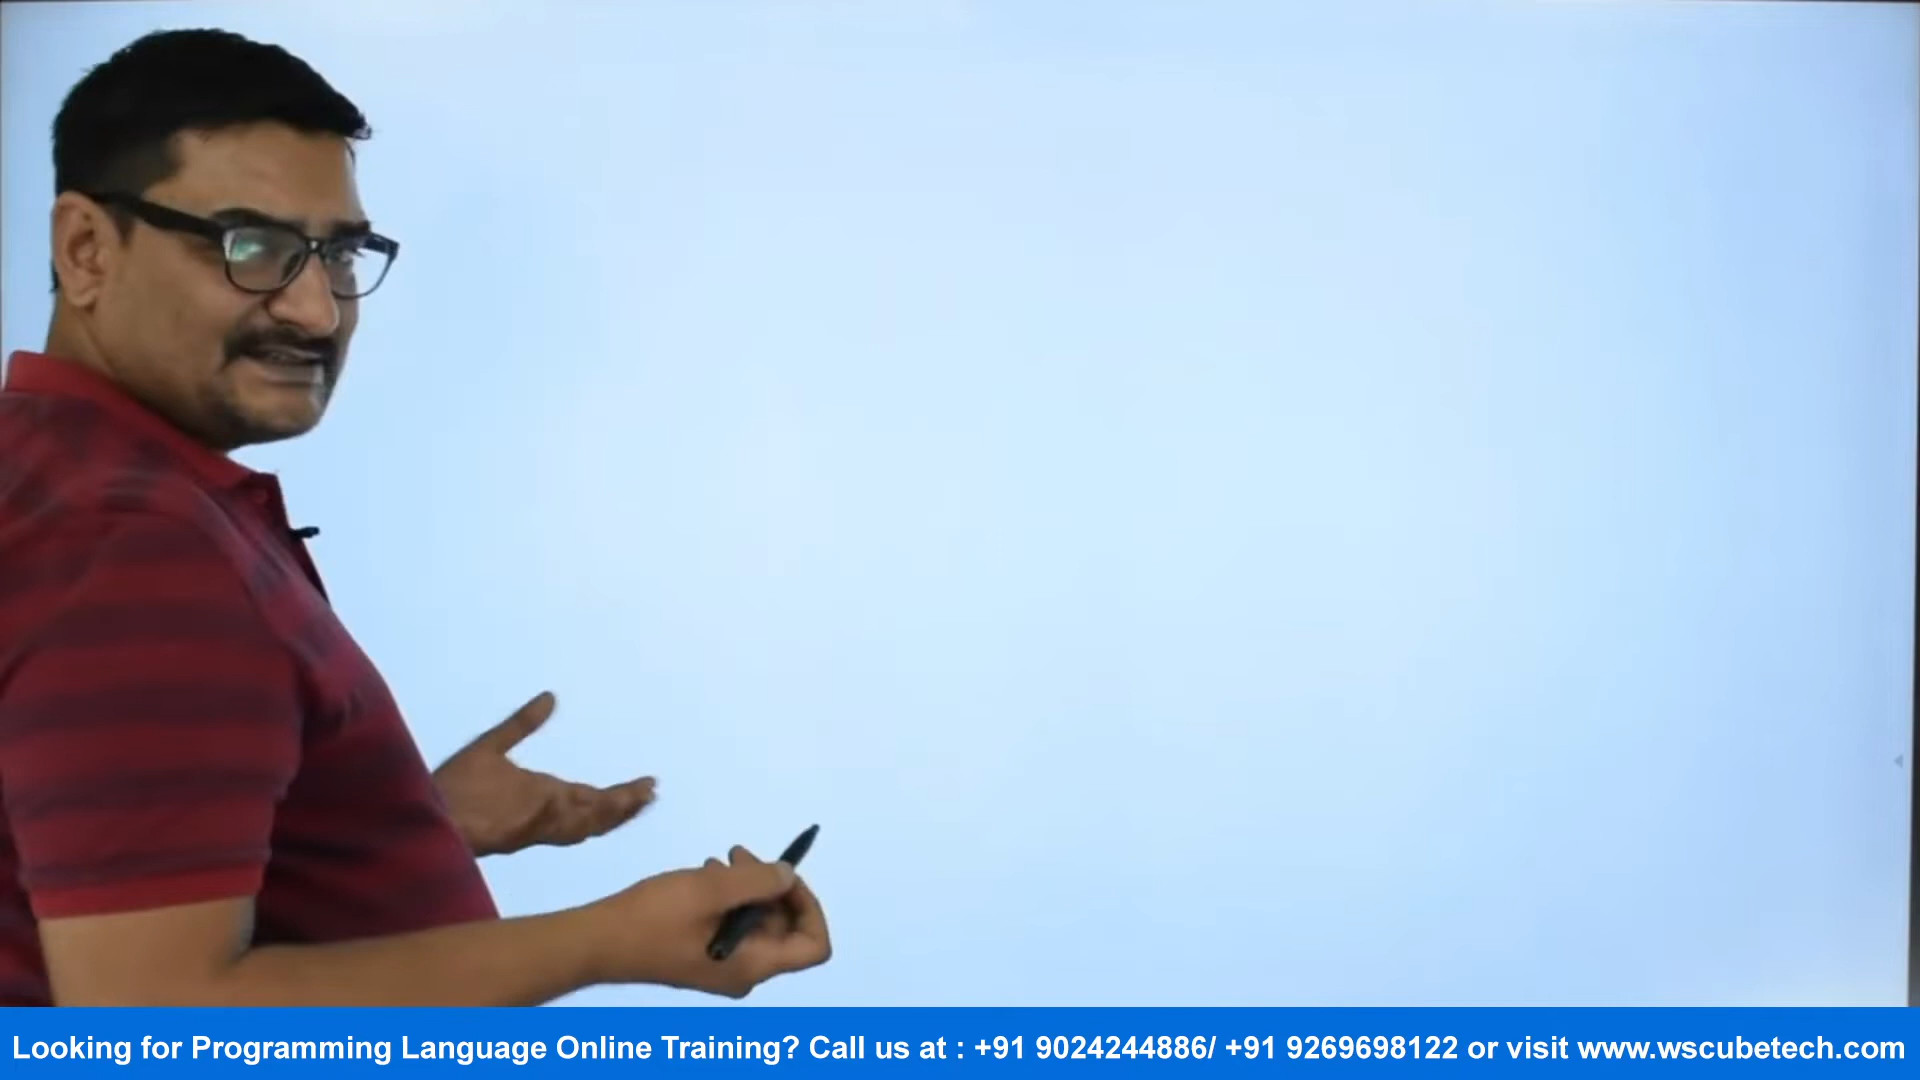 Looking for Programming Language Online Training? Call us at : +91 9024244886/ +91 9269698122 or visit www.wscubetech.com